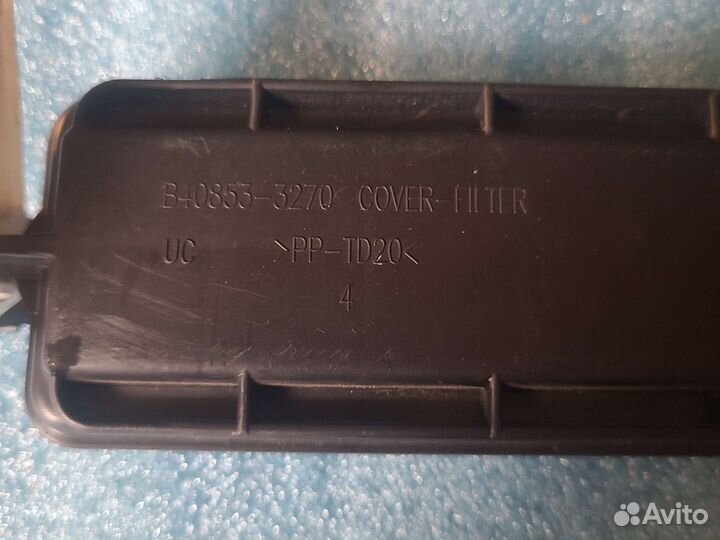 B40853-3270 COVER-FILTER
UC >PP-TD20<
4
Avito